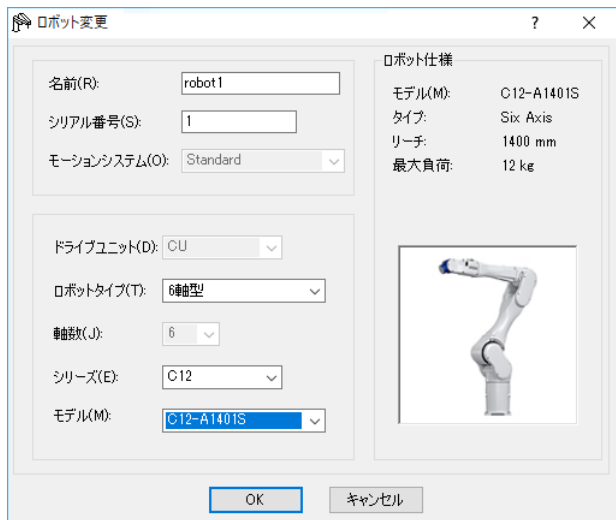 ロボット変更
?
名前(R): robot1
シリアル番号(S): 1
モーションシステム(O): Standard
ドライブユニット(D): CU
ロボットタイプ(T): 6軸型
軸数(J): 6
シリーズ(E): C12
モデル(M): C12-A1401S
ロボット仕様
モデル(M): C12-A1401S
タイプ: Six Axis
リーチ: 1400 mm
最大負荷: 12 kg
OK キャンセル